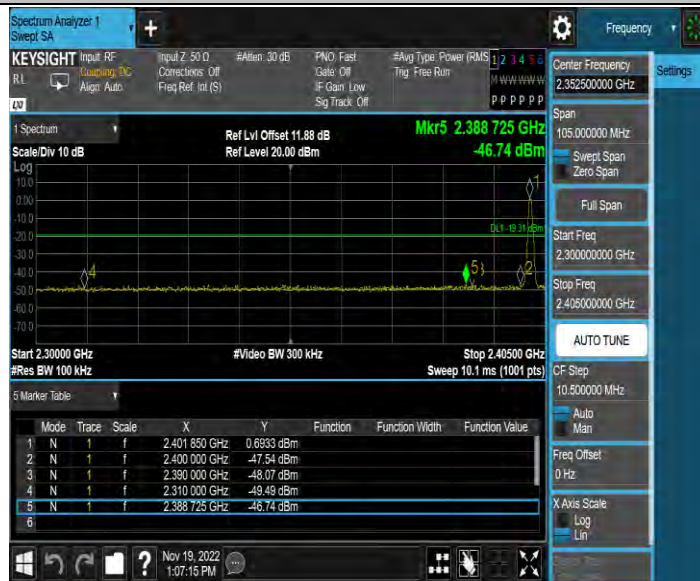 Spectrum Analyzer 1
Swept SA
+
Frequency
KEYSIGHT Input: RF Input Z: 50 Ω #Atten: 30 dB PNO: Fast #Avg Type: Power (RMS 1 2 3 4 5 6
RL Coupling: DC Corrections: Off Gate: Off Trig: Free Run M W W W W W
Align: Auto Freq Ref: Int (S) IF Gain: Low
Sig Track: Off P P P P P P
LXI
1 Spectrum Ref Lvl Offset 11.88 dB Mkr5 2.388 725 GHz
Scale/Div 10 dB Ref Level 20.00 dBm -46.74 dBm
Log
10.0
0.00
-10.0
-20.0
-30.0
-40.0
-50.0
-60.0
-70.0
1
DL1 -19.31 dBm
4
5
3
2
Start 2.30000 GHz #Video BW 300 kHz Stop 2.40500 GHz
#Res BW 100 kHz Sweep 10.1 ms (1001 pts)
5 Marker Table
Mode Trace Scale X Y Function Function Width Function Value
1 N 1 f 2.401 850 GHz 0.6933 dBm
2 N 1 f 2.400 000 GHz -47.54 dBm
3 N 1 f 2.390 000 GHz -48.07 dBm
4 N 1 f 2.310 000 GHz -49.49 dBm
5 N 1 f 2.388 725 GHz -46.74 dBm
6
?
Nov 19, 2022
1:07:15 PM
Center Frequency
2.352500000 GHz
Settings
Span
105.000000 MHz
Swept Span
Zero Span
Full Span
Start Freq
2.300000000 GHz
Stop Freq
2.405000000 GHz
AUTO TUNE
CF Step
10.500000 MHz
Auto
Man
Freq Offset
0 Hz
X Axis Scale
Log
Lin